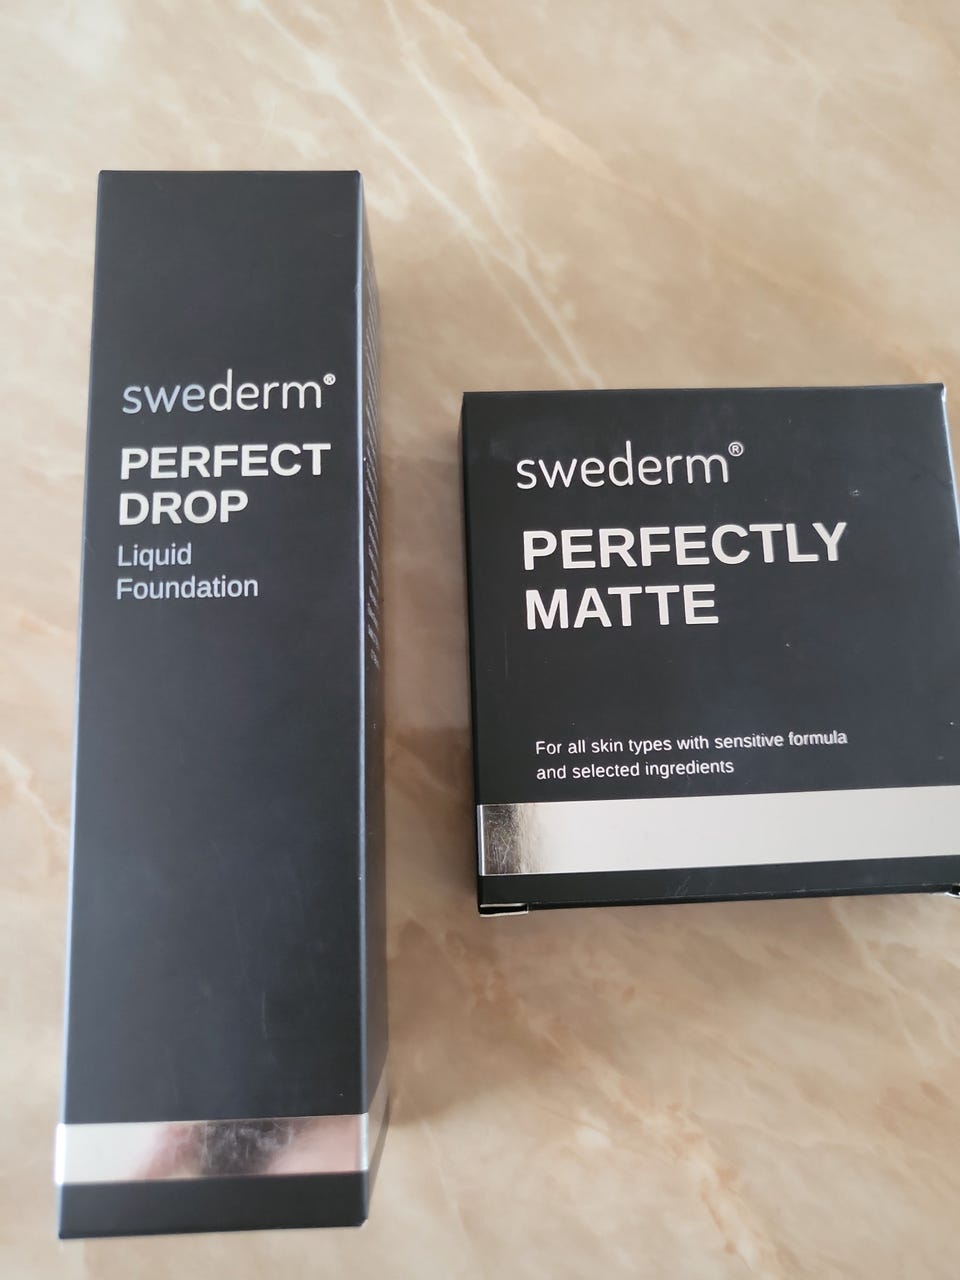 swederm®
PERFECT
DROP
Liquid
Foundation
swederm®
PERFECTLY
MATTE
For all skin types with sensitive formula
and selected ingredients